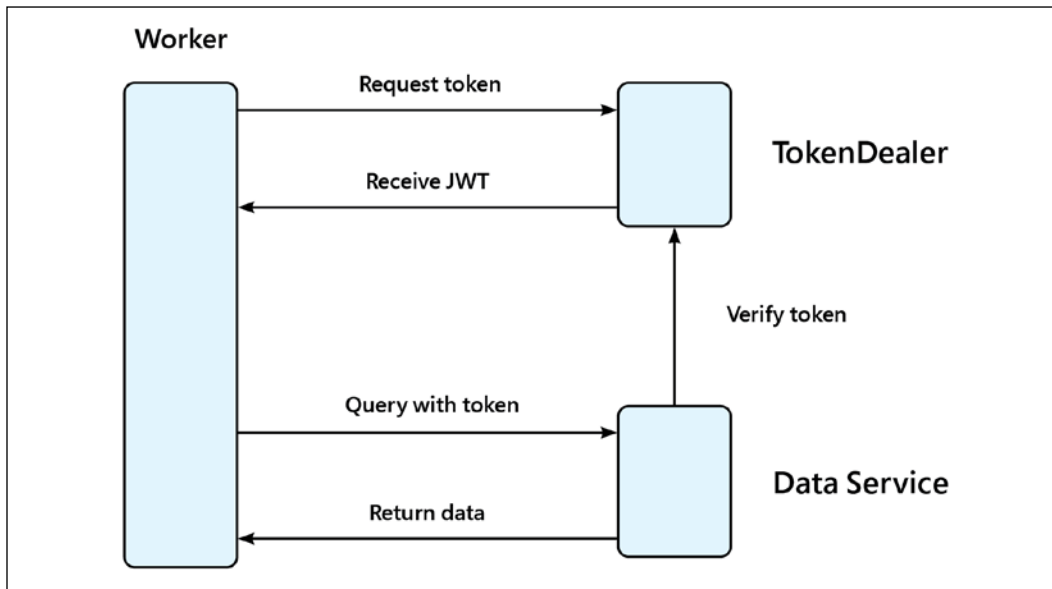 Worker
Request token
TokenDealer
Receive JWT
Verify token
Query with token
Data Service
Return data